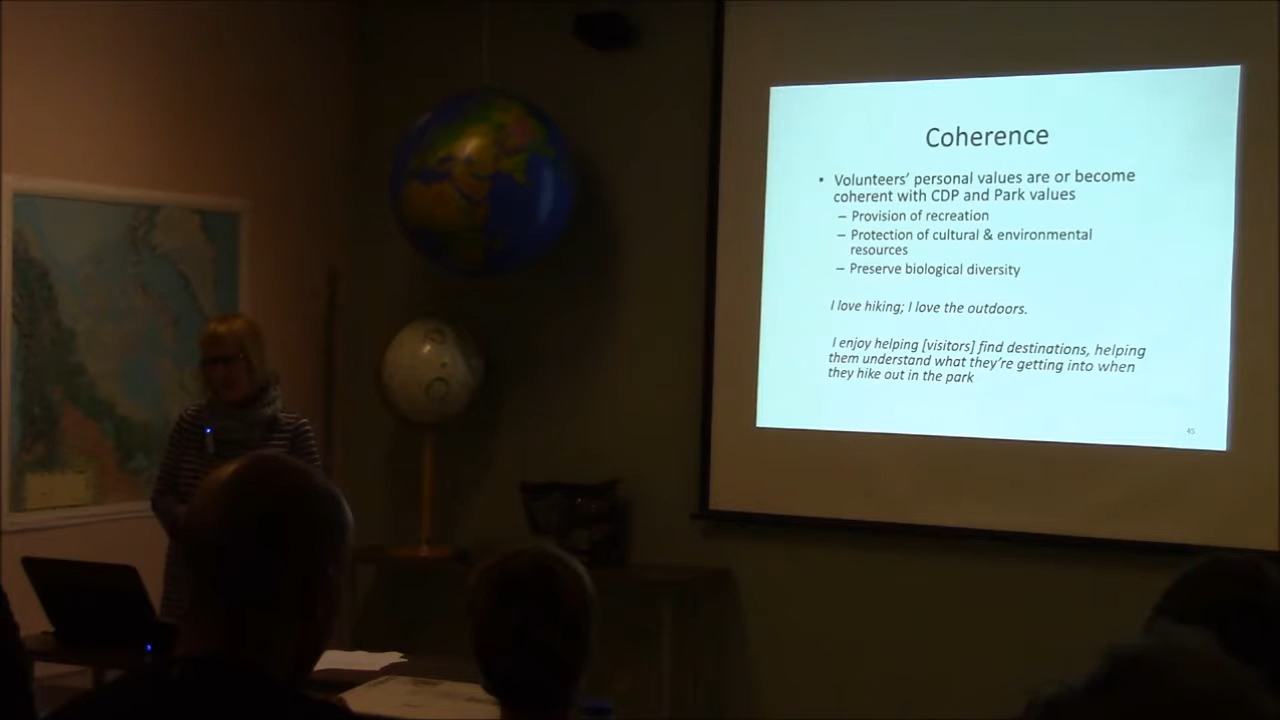 Coherence
• Volunteers' personal values are or become
coherent with CDP and Park values
– Provision of recreation
– Protection of cultural & environmental
resources
– Preserve biological diversity
I love hiking; I love the outdoors.
I enjoy helping [visitors] find destinations, helping
them understand what they're getting into when
they hike out in the park
45